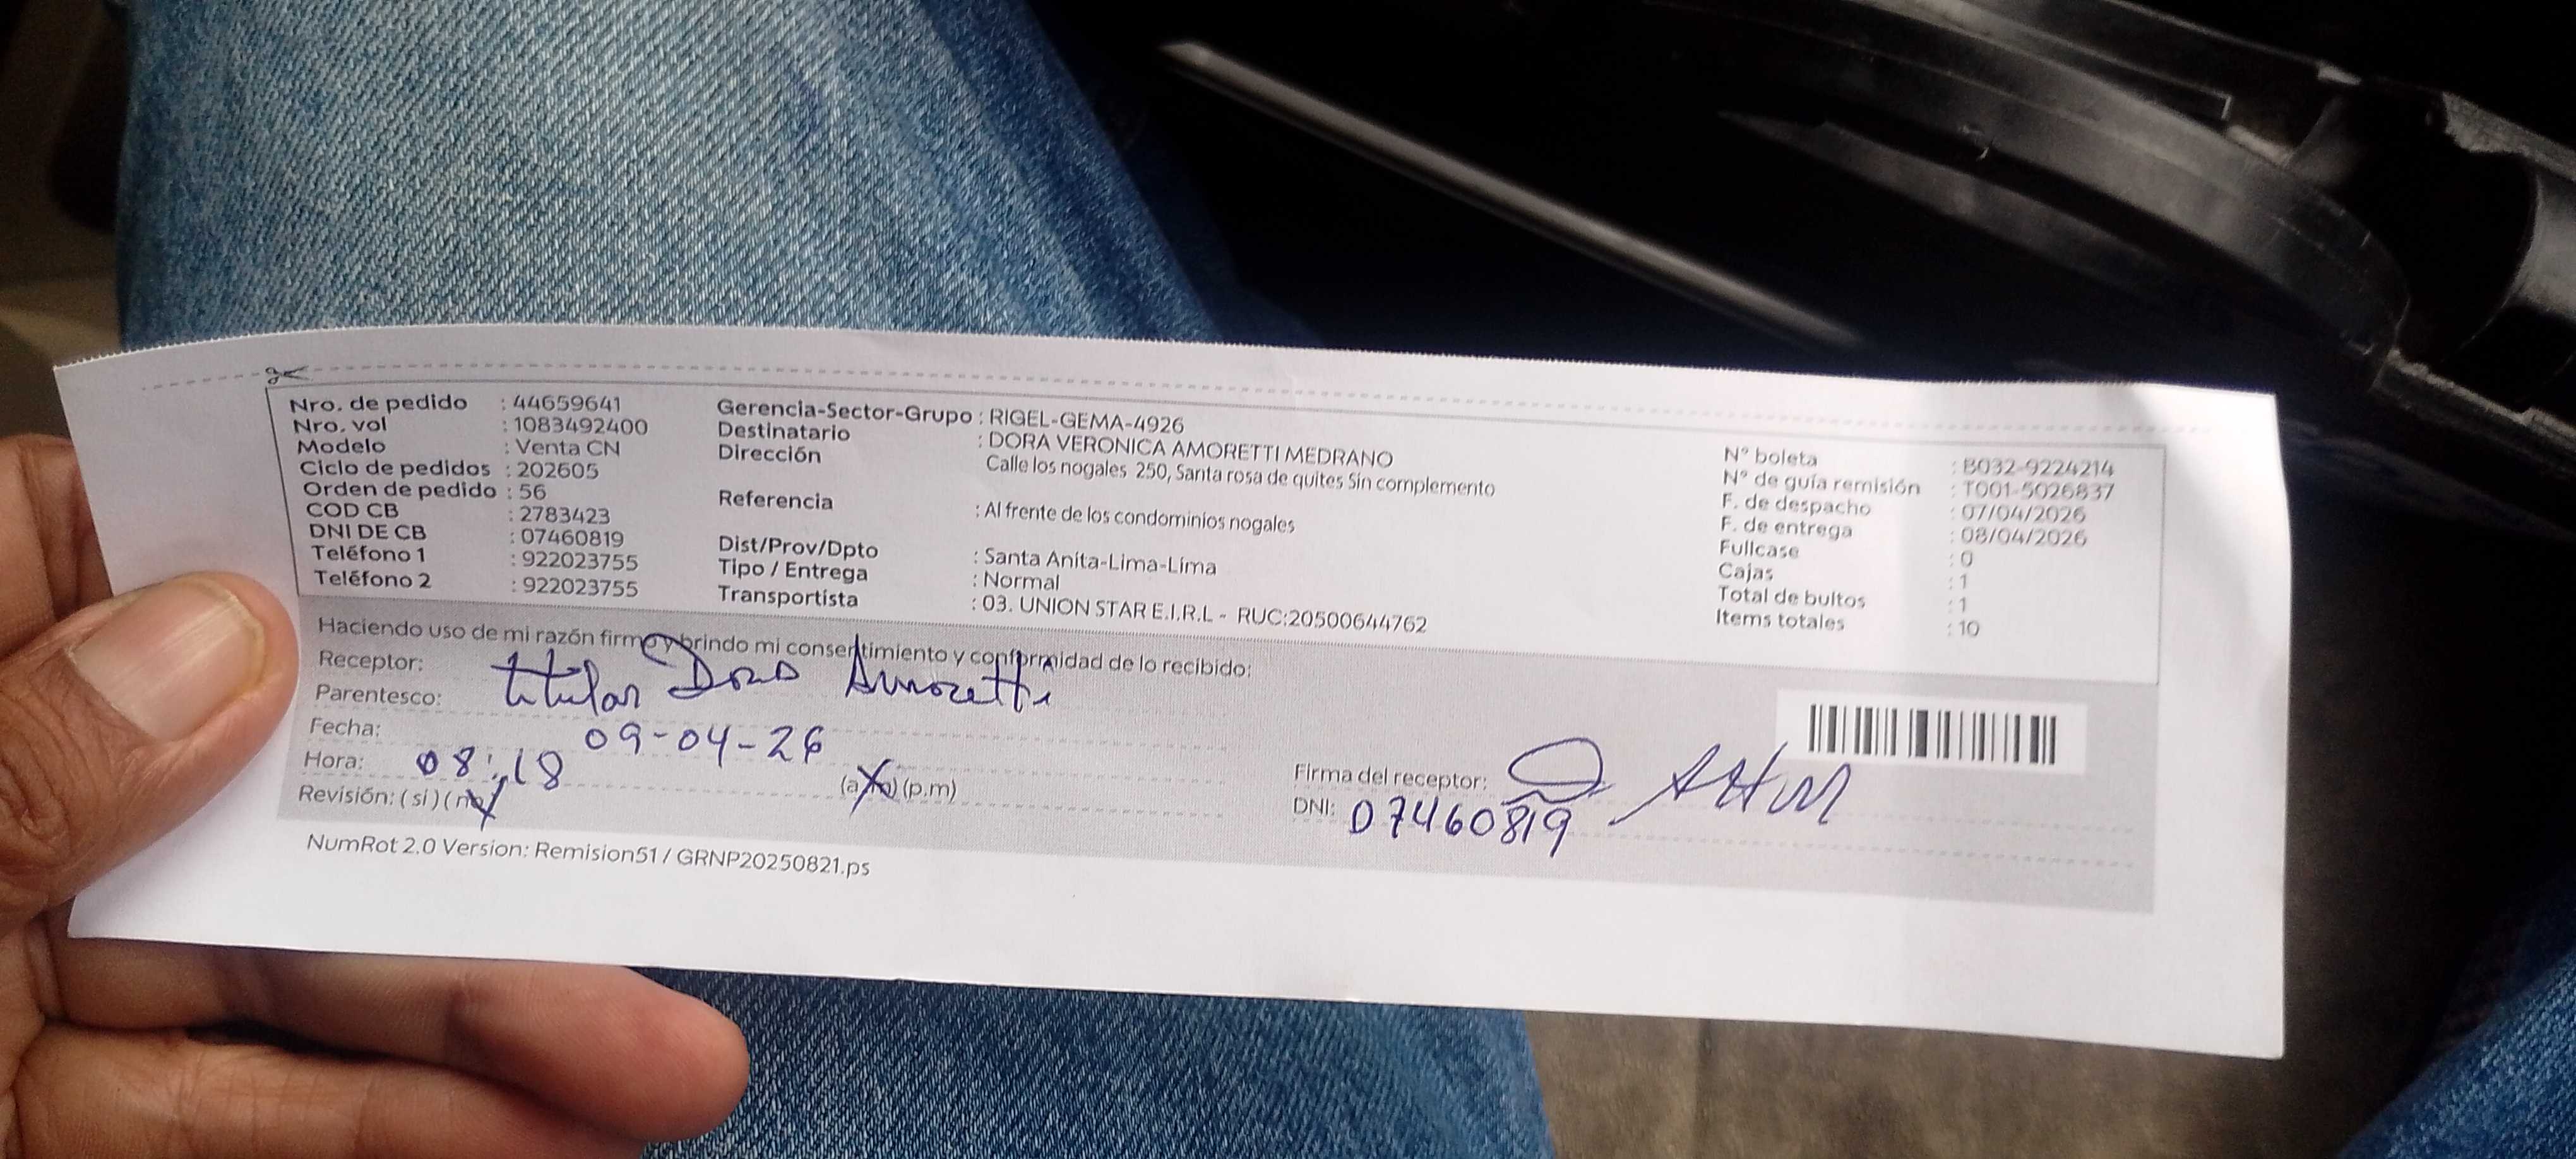 Nro. de pedido : 44659641
Nro. vol : 1083492400
Modelo : Venta CN
Ciclo de pedidos : 202605
Orden de pedido : 56
COD CB : 2783423
DNI DE CB : 07460819
Teléfono 1 : 922023755
Teléfono 2 : 922023755
Gerencia-Sector-Grupo : RIGEL-GEMA-4926
Destinatario : DORA VERONICA AMORETTI MEDRANO
Dirección Calle los nogales 250, Santa rosa de quites Sin complemento
Referencia : Al frente de los condominios nogales
Dist/Prov/Dpto : Santa Anita-Lima-Lima
Tipo / Entrega : Normal
Transportista : 03. UNION STAR E.I.R.L - RUC:20500644762
N° boleta : B032-9224214
N° de guía remisión : T001-5026837
F. de despacho : 07/04/2026
F. de entrega : 08/04/2026
Fullcase : 0
Cajas : 1
Total de bultos : 1
Items totales : 10
Haciendo uso de mi razón firmo y brindo mi consentimiento y conformidad de lo recibido:
Receptor: titular Dora Amoretti
Parentesco:
Fecha: 09-04-26
Hora: 08:18 (a.m) (p.m)
Revisión: (si) (no)
Firma del receptor:
DNI: 07460819
NumRot 2.0 Version: Remision51 / GRNP20250821.ps